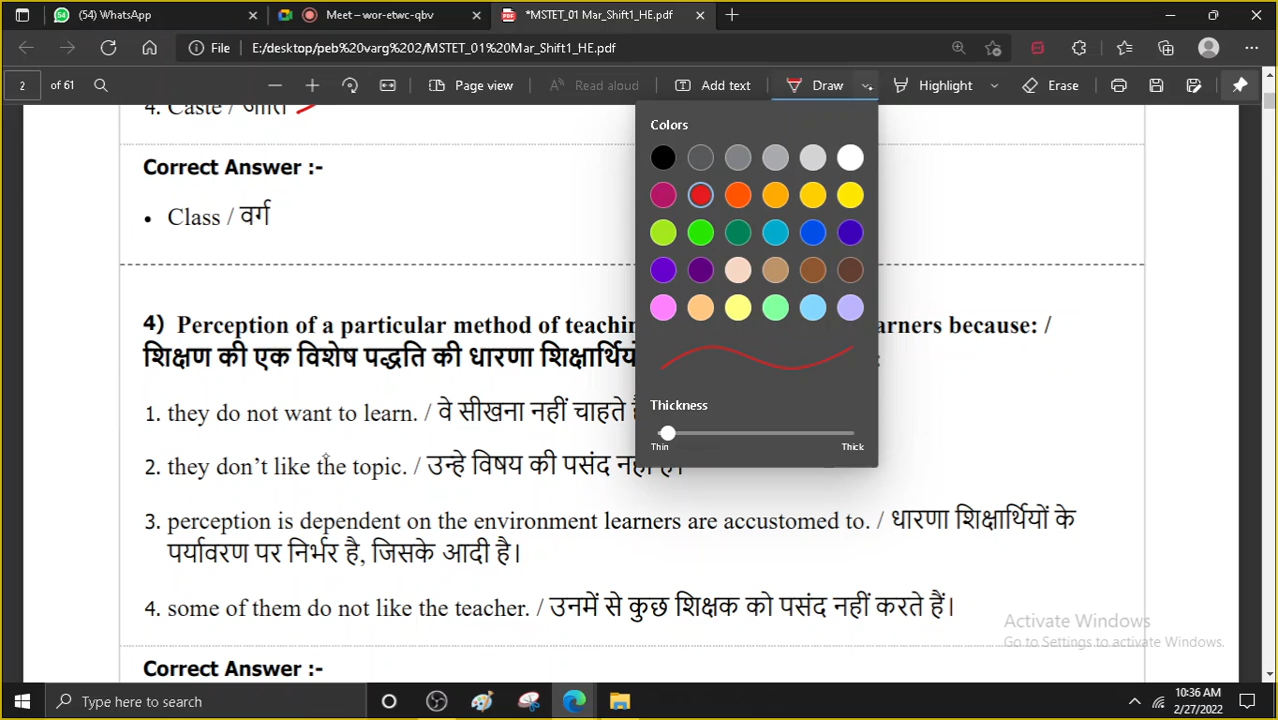 (54) WhatsApp
Meet – wor-etwc-qbv
*MSTET_01 Mar_Shift1_HE.pdf
File
E:/desktop/peb%20varg%202/MSTET_01%20Mar_Shift1_HE.pdf
2 of 61
Page view
Read aloud
Add text
Draw
Highlight
Erase
4. Caste / जाति
Colors
Correct Answer :-
• Class / वर्ग
4) Perception of a particular method of teachin
arners because: /
शिक्षण की एक विशेष पद्धति की धारणा
1. they do not want to learn. / वे सीखना नहीं चाहते
Thickness
Thin
Thick
2. they don’t like the topic. / उन्हे विषय की पसंद
3. perception is dependent on the environment learners are accustomed to. / धारणा शिक्षार्थियों के
पर्यावरण पर निर्भर है, जिसके आदी है।
4. some of them do not like the teacher. / उनमें से कुछ शिक्षक को पसंद नहीं करते हैं।
Activate Windows
Go to Settings to activate Windows.
Correct Answer :-
Type here to search
10:36 AM
2/27/2022